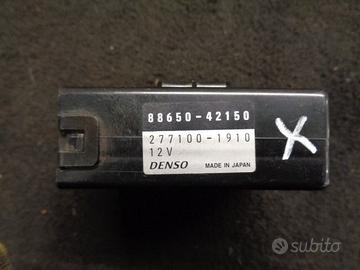 88650-42150
277100-1910
12V
DENSO MADE IN JAPAN
X
subito